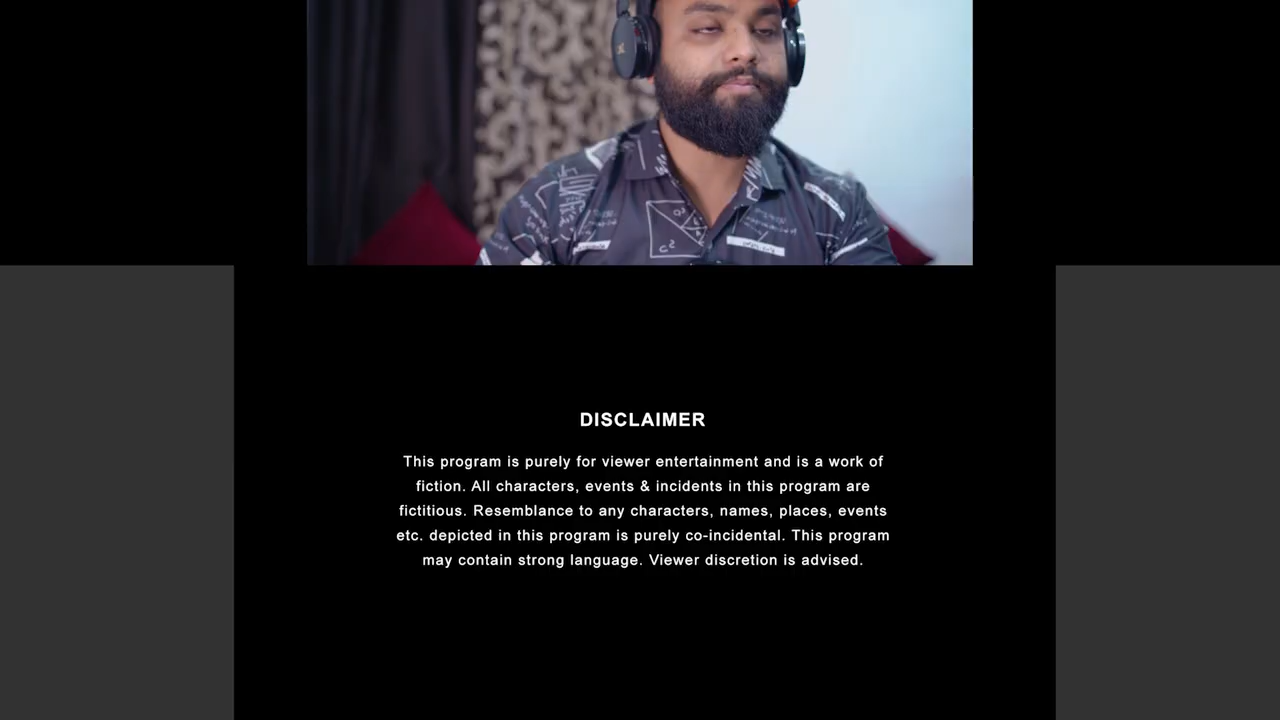 C²
DISCLAIMER
This program is purely for viewer entertainment and is a work of
fiction. All characters, events & incidents in this program are
fictitious. Resemblance to any characters, names, places, events
etc. depicted in this program is purely co-incidental. This program
may contain strong language. Viewer discretion is advised.